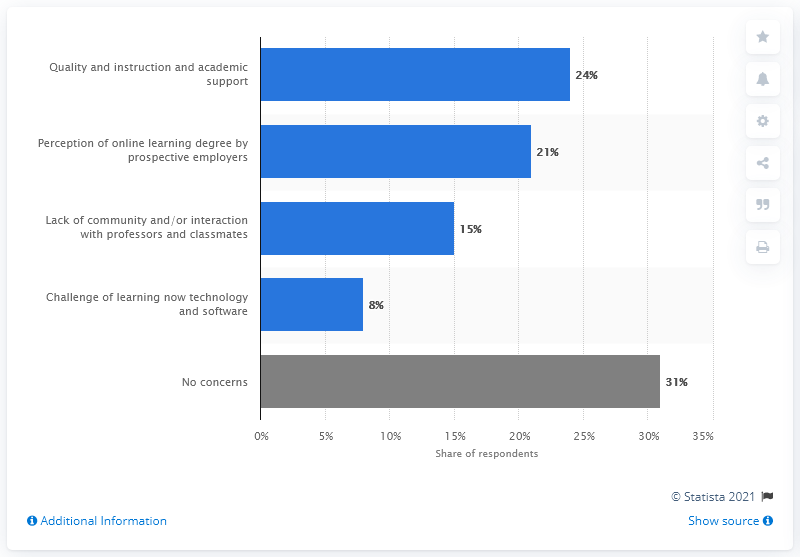 Quality and instruction and academic
support
24%
Perception of online learning degree by
prospective employers
21%
Lack of community and/or interaction
with professors and classmates
15%
Challenge of learning now technology
and software
8%
No concerns
31%
0% 5% 10% 15% 20% 25% 30% 35%
Share of respondents
© Statista 2021
Additional Information
Show source